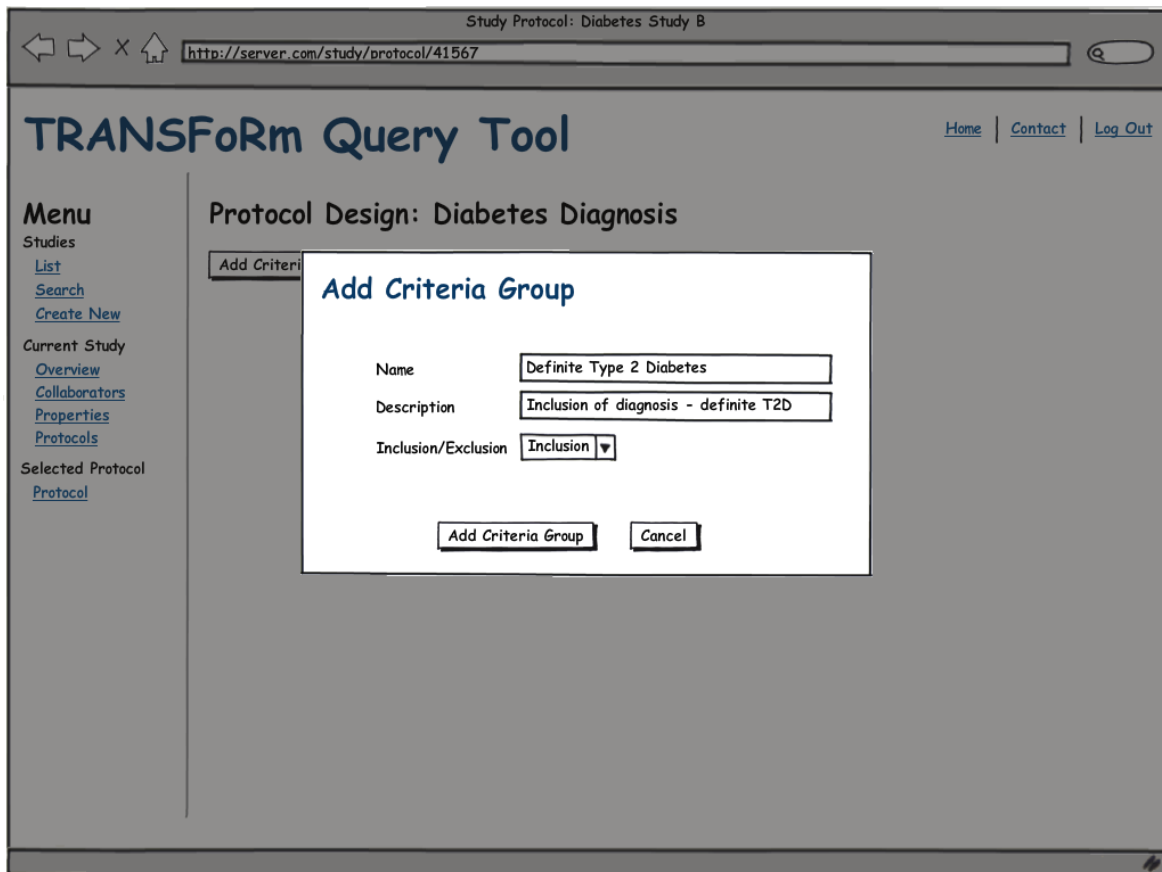 Study Protocol: Diabetes Study B
X
http://server.com/study/protocol/41567
TRANSFoRm Query Tool
Home | Contact | Log Out
Menu
Studies
List
Search
Create New
Current Study
Overview
Collaborators
Properties
Protocols
Selected Protocol
Protocol
Protocol Design: Diabetes Diagnosis
Add Criteri
Add Criteria Group
Name Definite Type 2 Diabetes
Description Inclusion of diagnosis - definite T2D
Inclusion/Exclusion Inclusion
Add Criteria Group Cancel